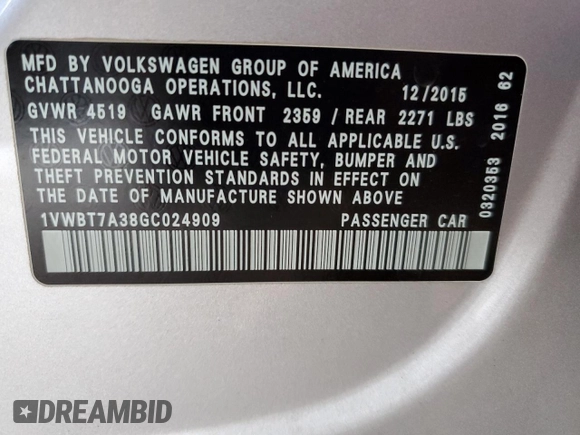 MFD BY VOLKSWAGEN GROUP OF AMERICA
CHATTANOOGA OPERATIONS, LLC. 12/2015
GVWR 4519 GAWR FRONT 2359 / REAR 2271 LBS
THIS VEHICLE CONFORMS TO ALL APPLICABLE U.S.
FEDERAL MOTOR VEHICLE SAFETY, BUMPER AND
THEFT PREVENTION STANDARDS IN EFFECT ON
THE DATE OF MANUFACTURE SHOWN ABOVE
1VWBT7A38GC024909 PASSENGER CAR
0320353 2016 62
DREAMBID